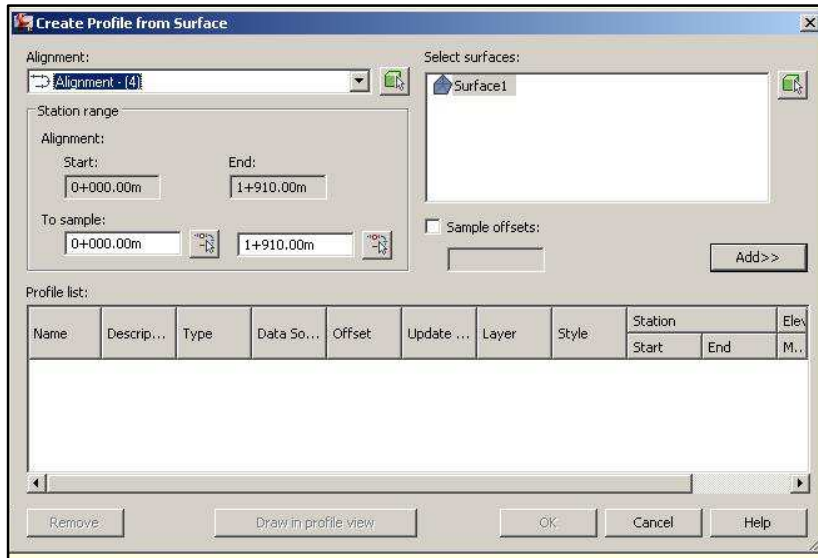 Create Profile from Surface
Alignment:
Alignment - (4)
Select surfaces:
Surface1
Station range
Alignment:
Start:
End:
0+000.00m
1+910.00m
To sample:
0+000.00m
1+910.00m
Sample offsets:
Add>>
Profile list:
Name Descrip... Type Data So... Offset Update ... Layer Style Station Elev
Start End M..
Remove Draw in profile view OK Cancel Help